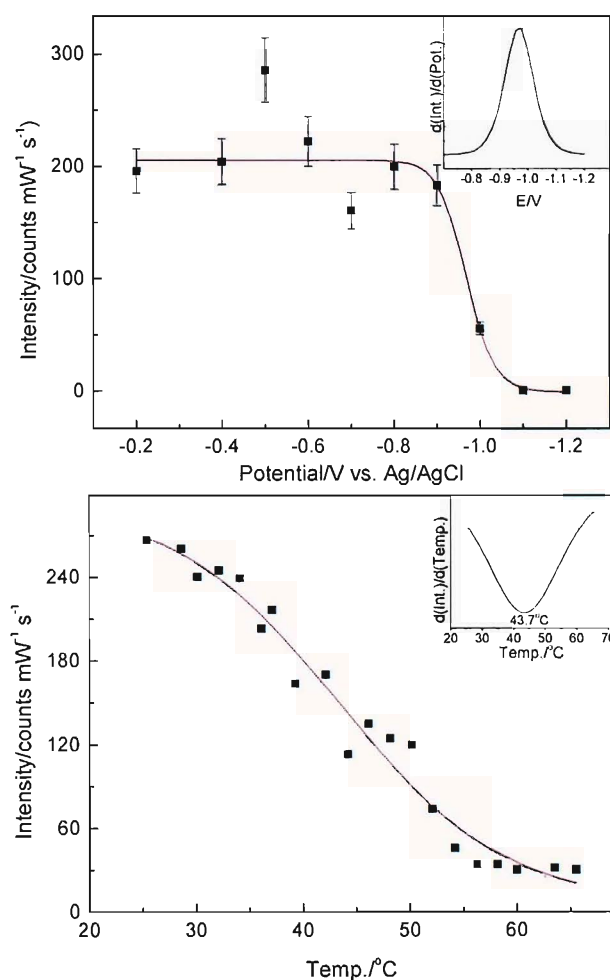 300
200
100
0
Intensity/counts mW⁻¹ s⁻¹
-0.2 -0.4 -0.6 -0.8 -1.0 -1.2
Potential/V vs. Ag/AgCl
d(Int.)/d(Pot.)
-0.8 -0.9 -1.0 -1.1 -1.2
E/V
240
180
120
60
0
Intensity/counts mW⁻¹ s⁻¹
20 30 40 50 60
Temp./°C
d(Int.)/d(Temp.)
43.7°C
20 30 40 50 60 70
Temp./°C